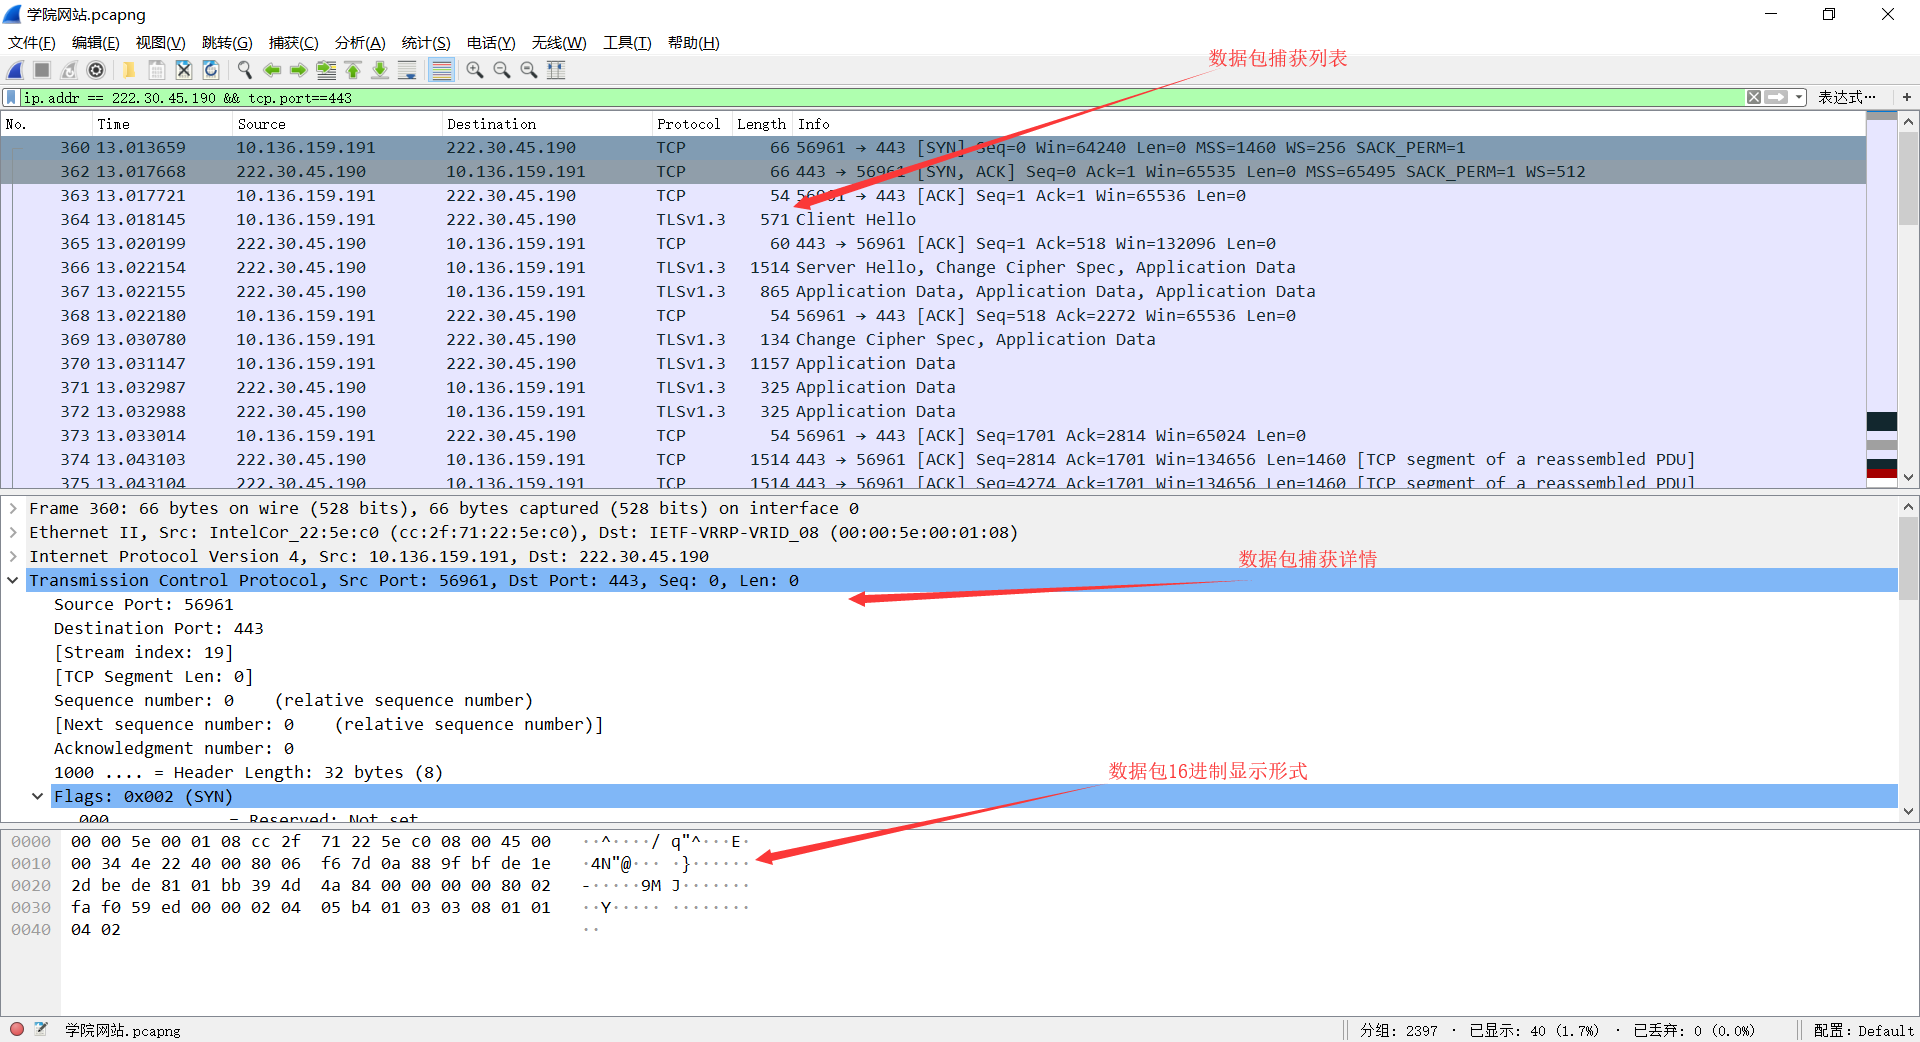 学院网站.pcapng
文件(F) 编辑(E) 视图(V) 跳转(G) 捕获(C) 分析(A) 统计(S) 电话(Y) 无线(W) 工具(T) 帮助(H)
数据包捕获列表
ip.addr == 222.30.45.190 && tcp.port==443 表达式… +
No. Time Source Destination Protocol Length Info
360 13.013659 10.136.159.191 222.30.45.190 TCP 66 56961 → 443 [SYN] Seq=0 Win=64240 Len=0 MSS=1460 WS=256 SACK_PERM=1
362 13.017668 222.30.45.190 10.136.159.191 TCP 66 443 → 56961 [SYN, ACK] Seq=0 Ack=1 Win=65535 Len=0 MSS=65495 SACK_PERM=1 WS=512
363 13.017721 10.136.159.191 222.30.45.190 TCP 54 56961 → 443 [ACK] Seq=1 Ack=1 Win=65536 Len=0
364 13.018145 10.136.159.191 222.30.45.190 TLSv1.3 571 Client Hello
365 13.020199 222.30.45.190 10.136.159.191 TCP 60 443 → 56961 [ACK] Seq=1 Ack=518 Win=132096 Len=0
366 13.022154 222.30.45.190 10.136.159.191 TLSv1.3 1514 Server Hello, Change Cipher Spec, Application Data
367 13.022155 222.30.45.190 10.136.159.191 TLSv1.3 865 Application Data, Application Data, Application Data
368 13.022180 10.136.159.191 222.30.45.190 TCP 54 56961 → 443 [ACK] Seq=518 Ack=2272 Win=65536 Len=0
369 13.030780 10.136.159.191 222.30.45.190 TLSv1.3 134 Change Cipher Spec, Application Data
370 13.031147 10.136.159.191 222.30.45.190 TLSv1.3 1157 Application Data
371 13.032987 222.30.45.190 10.136.159.191 TLSv1.3 325 Application Data
372 13.032988 222.30.45.190 10.136.159.191 TLSv1.3 325 Application Data
373 13.033014 10.136.159.191 222.30.45.190 TCP 54 56961 → 443 [ACK] Seq=1701 Ack=2814 Win=65024 Len=0
374 13.043103 222.30.45.190 10.136.159.191 TCP 1514 443 → 56961 [ACK] Seq=2814 Ack=1701 Win=134656 Len=1460 [TCP segment of a reassembled PDU]
375 13.043104 222.30.45.190 10.136.159.191 TCP 1514 443 → 56961 [ACK] Seq=4274 Ack=1701 Win=134656 Len=1460 [TCP segment of a reassembled PDU]
Frame 360: 66 bytes on wire (528 bits), 66 bytes captured (528 bits) on interface 0
Ethernet II, Src: IntelCor_22:5e:c0 (cc:2f:71:22:5e:c0), Dst: IETF-VRRP-VRID_08 (00:00:5e:00:01:08)
Internet Protocol Version 4, Src: 10.136.159.191, Dst: 222.30.45.190
数据包捕获详情
Transmission Control Protocol, Src Port: 56961, Dst Port: 443, Seq: 0, Len: 0
Source Port: 56961
Destination Port: 443
[Stream index: 19]
[TCP Segment Len: 0]
Sequence number: 0 (relative sequence number)
[Next sequence number: 0 (relative sequence number)]
Acknowledgment number: 0
1000 .... = Header Length: 32 bytes (8)
数据包16进制显示形式
Flags: 0x002 (SYN)
000. .... .... = Reserved: Not set
0000 00 00 5e 00 01 08 cc 2f 71 22 5e c0 08 00 45 00 ··^····/ q"^···E·
0010 00 34 4e 22 40 00 80 06 f6 7d 0a 88 9f bf de 1e ·4N"@··· ·}······
0020 2d be de 81 01 bb 39 4d 4a 84 00 00 00 00 80 02 -·····9M J·······
0030 fa f0 59 ed 00 00 02 04 05 b4 01 03 03 08 01 01 ··Y····· ········
0040 04 02 ··
学院网站.pcapng 分组: 2397 · 已显示: 40 (1.7%) · 已丢弃: 0 (0.0%) 配置：Default